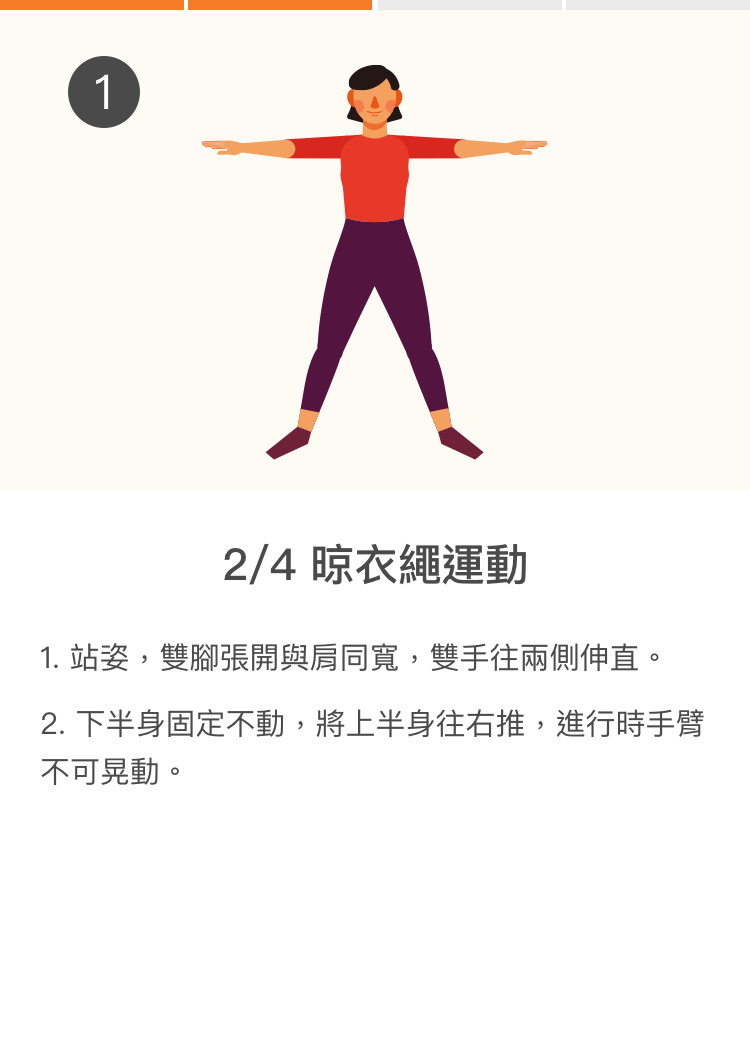 1
2/4 晾衣繩運動
1. 站姿，雙腳張開與肩同寬，雙手往兩側伸直。
2. 下半身固定不動，將上半身往右推，進行時手臂
不可晃動。